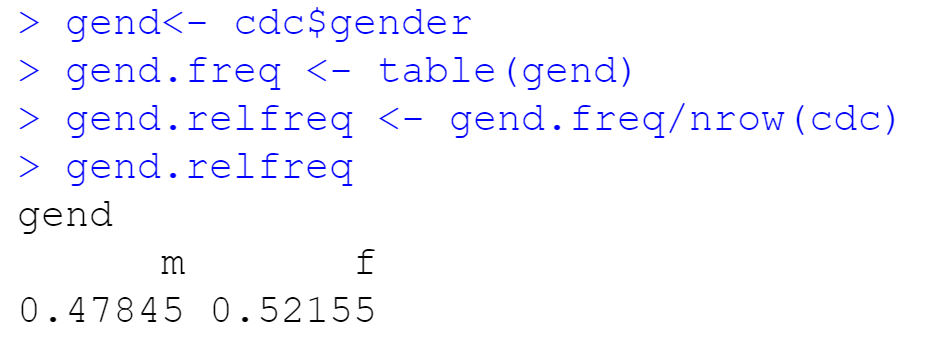 > gend<- cdc$gender
> gend.freq <- table(gend)
> gend.relfreq <- gend.freq/nrow(cdc)
> gend.relfreq
gend
      m       f
0.47845 0.52155